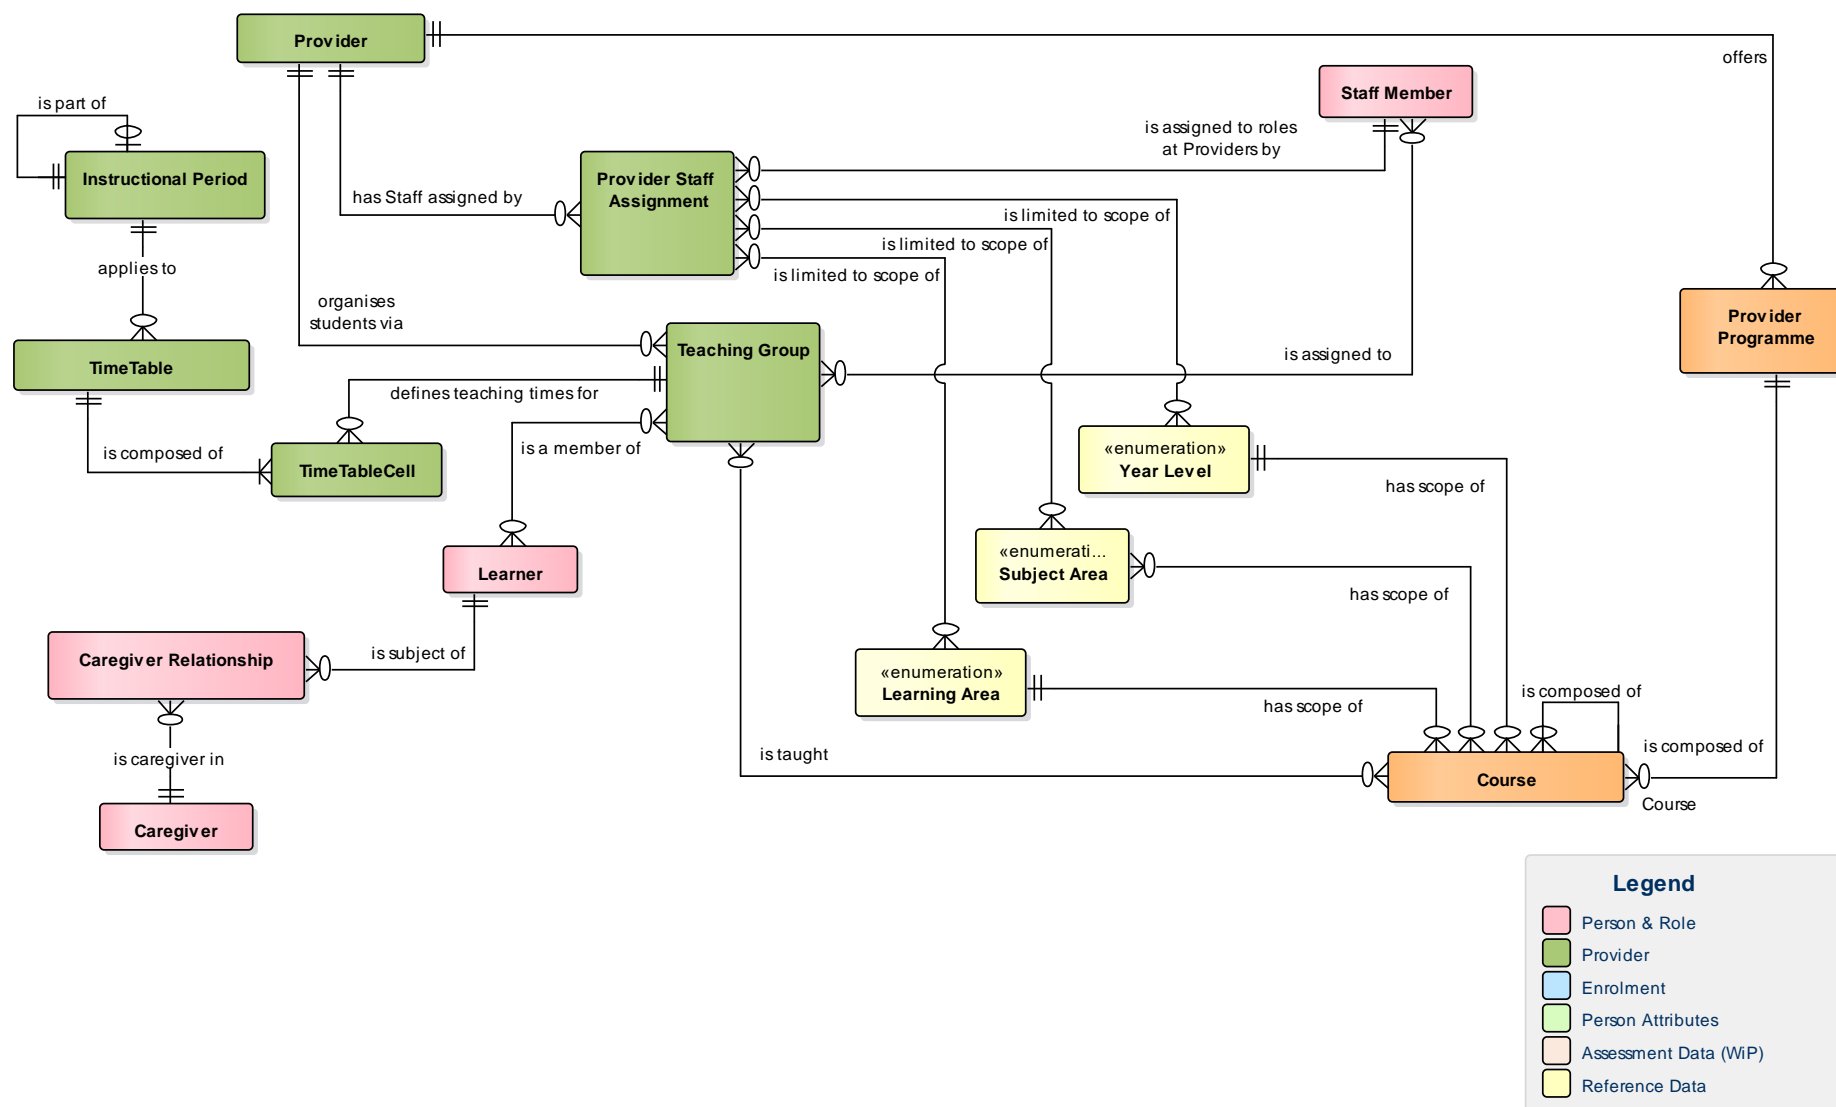 Provider
offers
Staff Member
is part of
is assigned to roles
at Providers by
Instructional Period
Provider Staff
Assignment
has Staff assigned by
is limited to scope of
is limited to scope of
is limited to scope of
applies to
organises
students via
Provider
Programme
TimeTable
Teaching Group
is assigned to
defines teaching times for
is composed of
TimeTableCell
is a member of
«enumeration»
Year Level
has scope of
«enumerati...
Subject Area
Learner
has scope of
Caregiver Relationship
is subject of
«enumeration»
Learning Area
has scope of
is composed of
is caregiver in
is taught
is composed of
Course
Course
Caregiver
Legend
Person & Role
Provider
Enrolment
Person Attributes
Assessment Data (WiP)
Reference Data